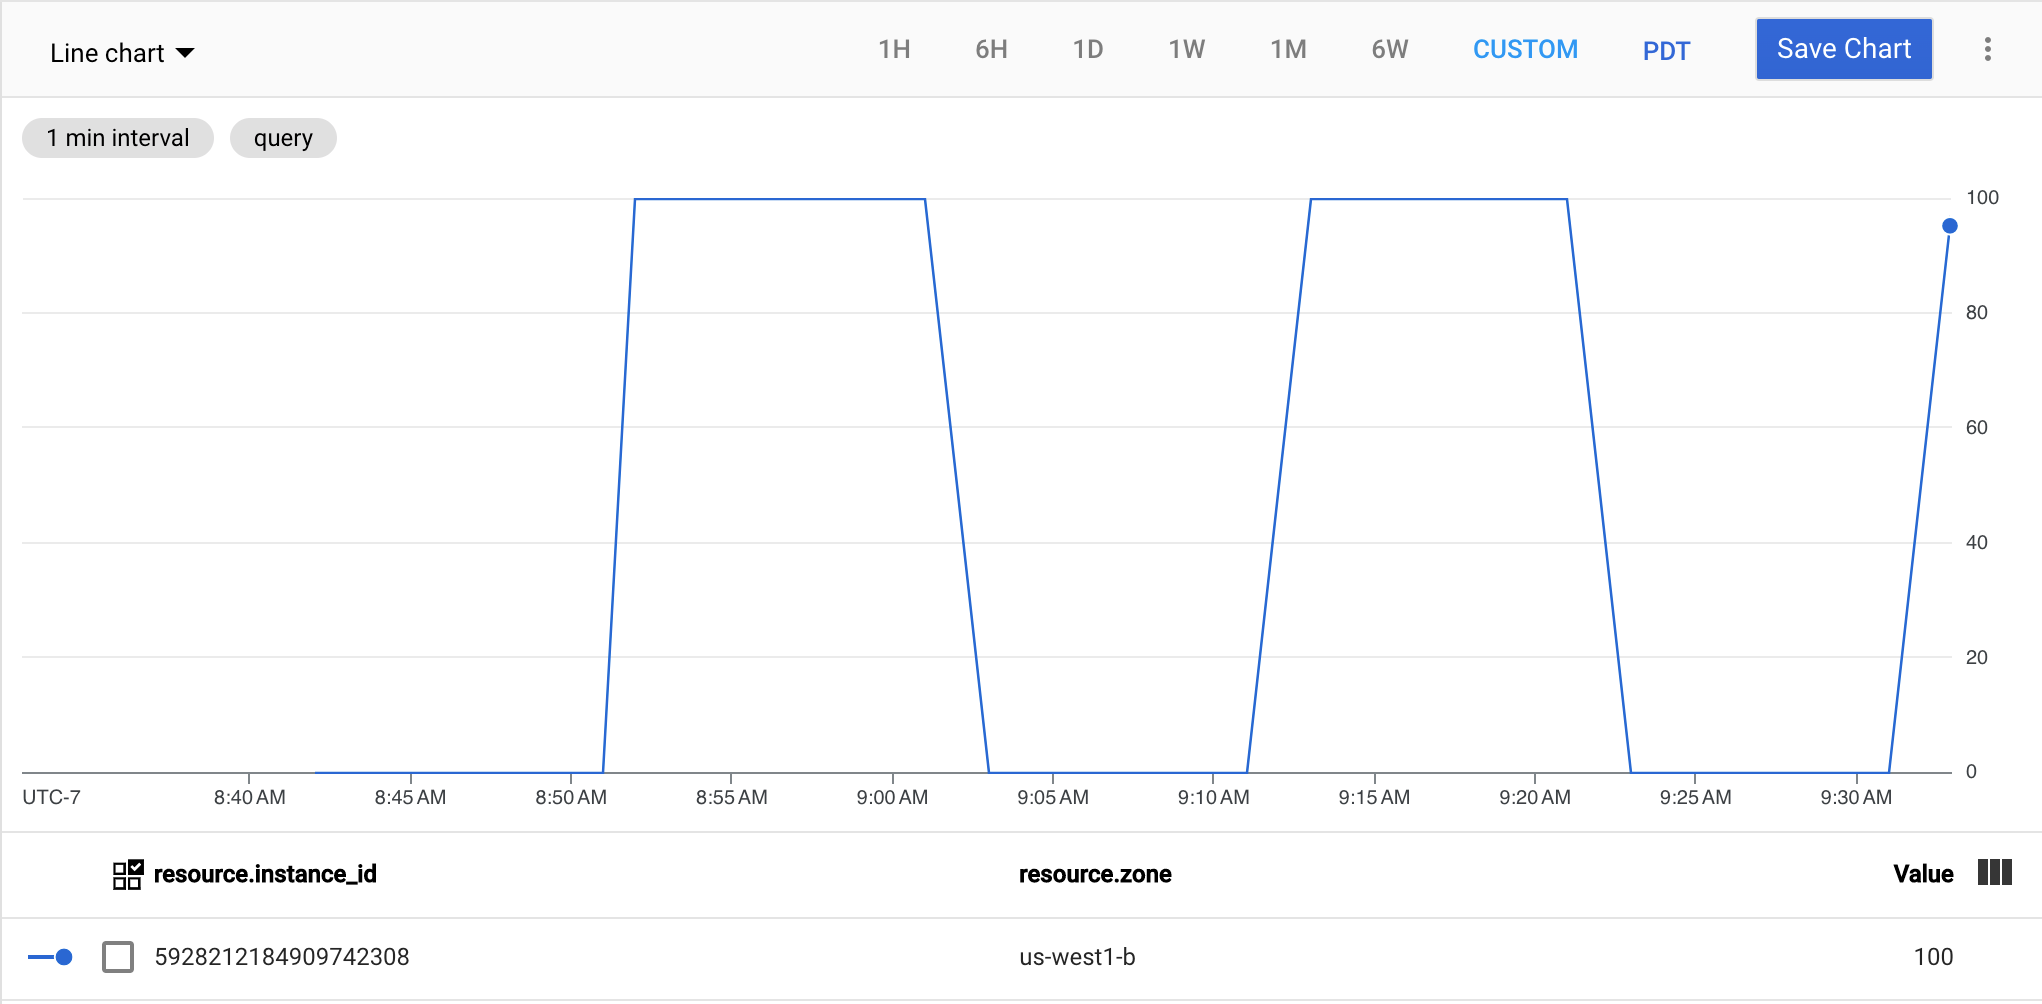 Line chart 1H 6H 1D 1W 1M 6W CUSTOM PDT Save Chart
1 min interval query
100
80
60
40
20
0
UTC-7 8:40 AM 8:45 AM 8:50 AM 8:55 AM 9:00 AM 9:05 AM 9:10 AM 9:15 AM 9:20 AM 9:25 AM 9:30 AM
resource.instance_id resource.zone Value
5928212184909742308 us-west1-b 100